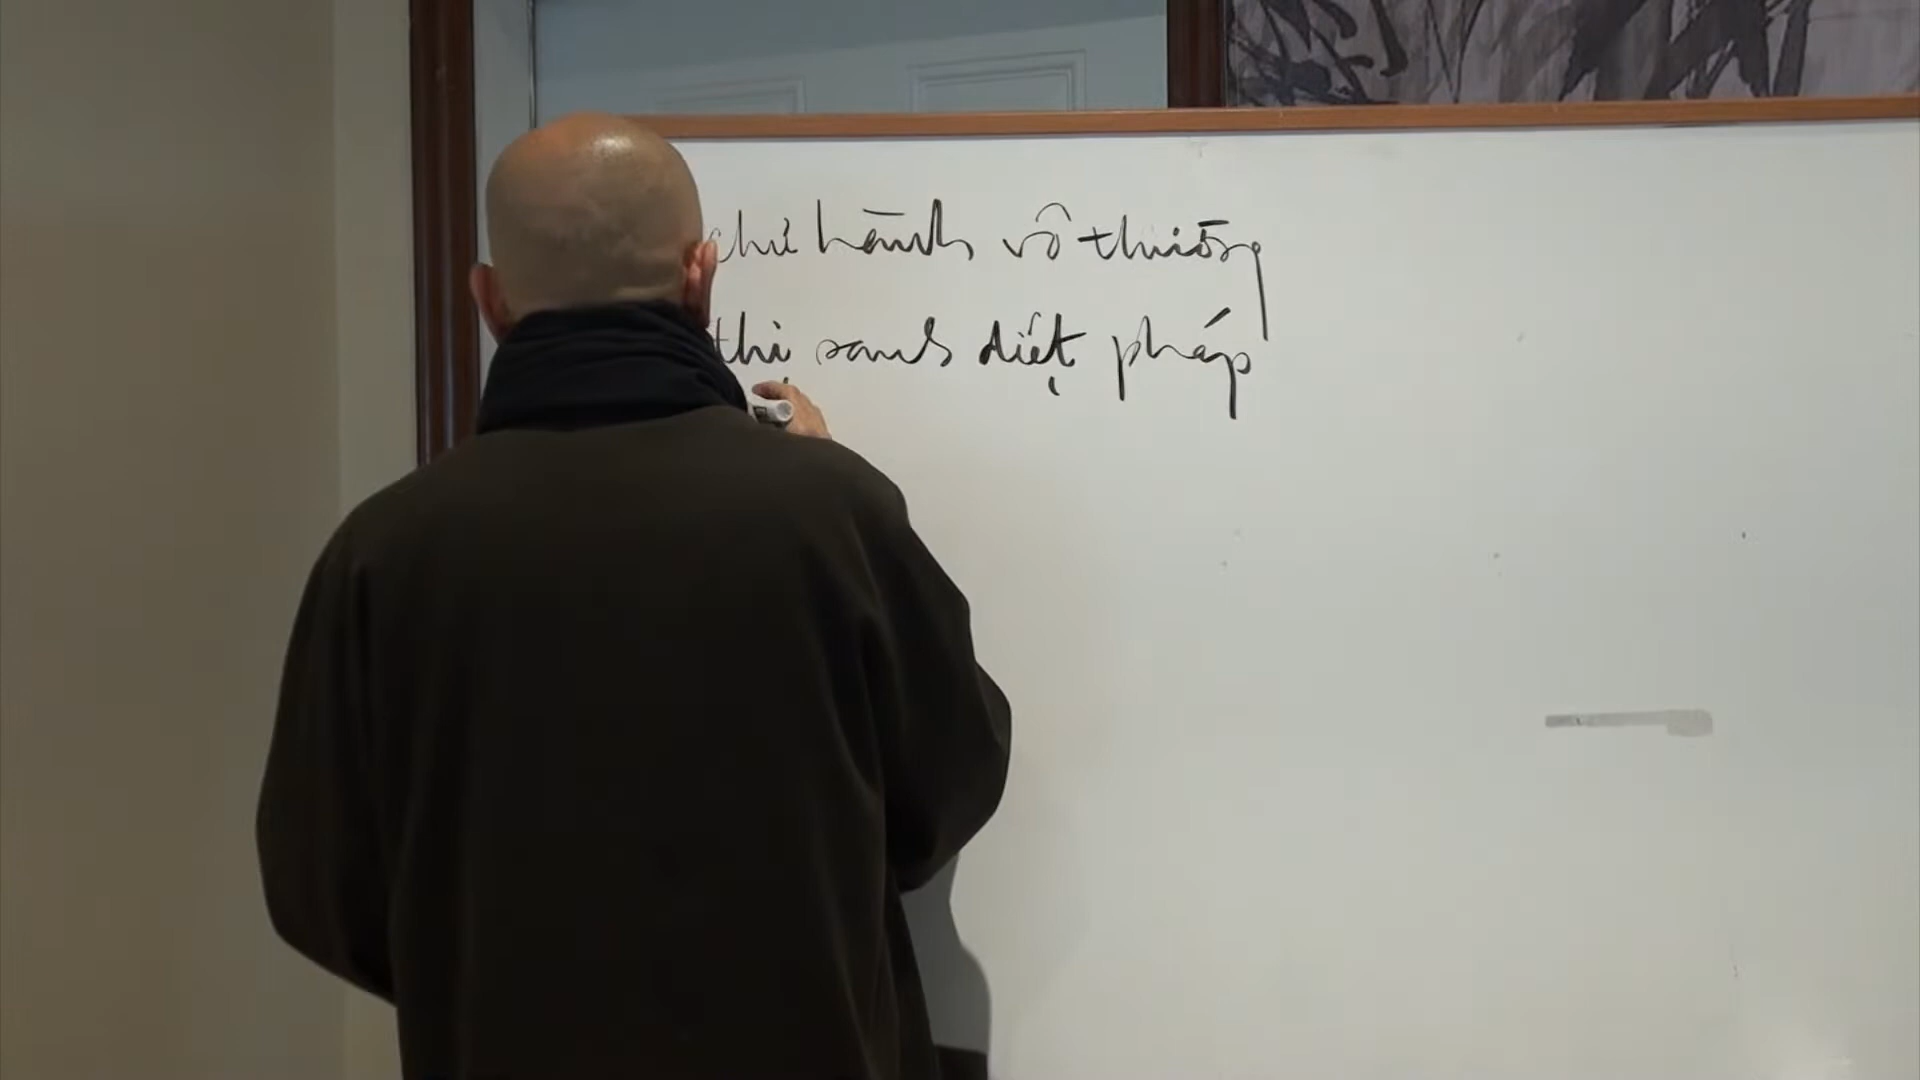 chư hành vô thường
thị sanh diệt pháp